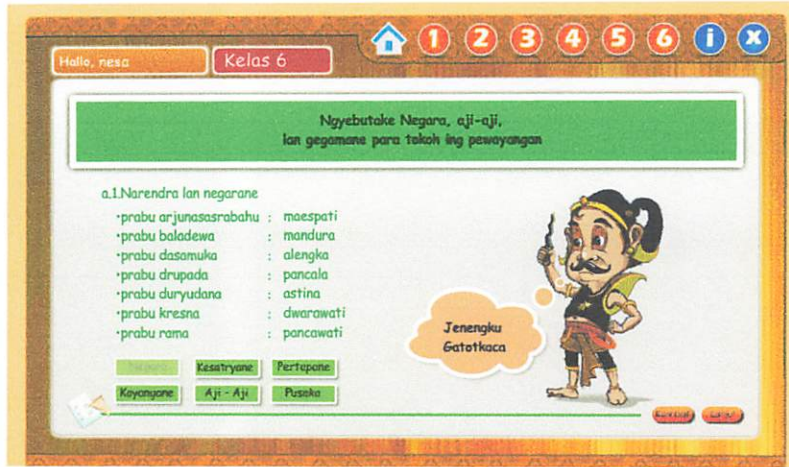 1 2 3 4 5 6 i X
Hallo, nesa
Kelas 6
Ngyebutake Negara, aji-aji,
lan gegamane para tokoh ing pewayangan
a.1.Narendra lan negarane
•prabu arjunasasrabahu : maespati
•prabu baladewa : mandura
•prabu dasamuka : alengka
•prabu drupada : pancala
•prabu duryudana : astina
•prabu kresna : dwarawati
•prabu rama : pancawati
Jenengku
Gatotkaca
Kesatryane Pertapane
Kayangane Aji - Aji Pusaka